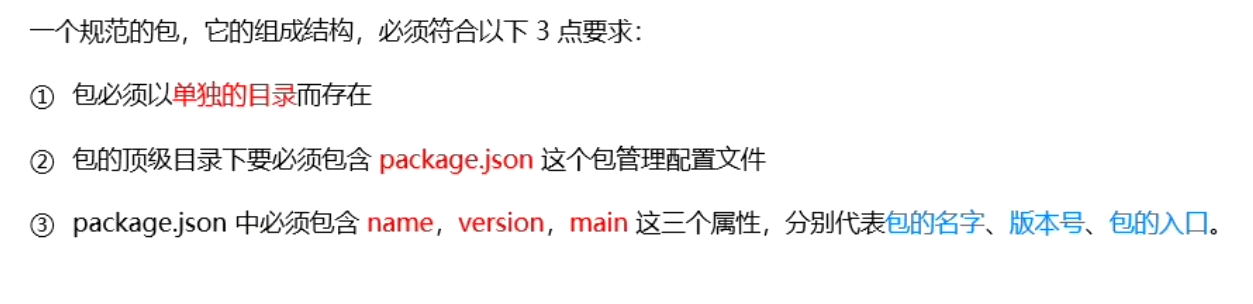 一个规范的包，它的组成结构，必须符合以下 3 点要求：
① 包必须以单独的目录而存在
② 包的顶级目录下要必须包含 package.json 这个包管理配置文件
③ package.json 中必须包含 name，version，main 这三个属性，分别代表包的名字、版本号、包的入口。